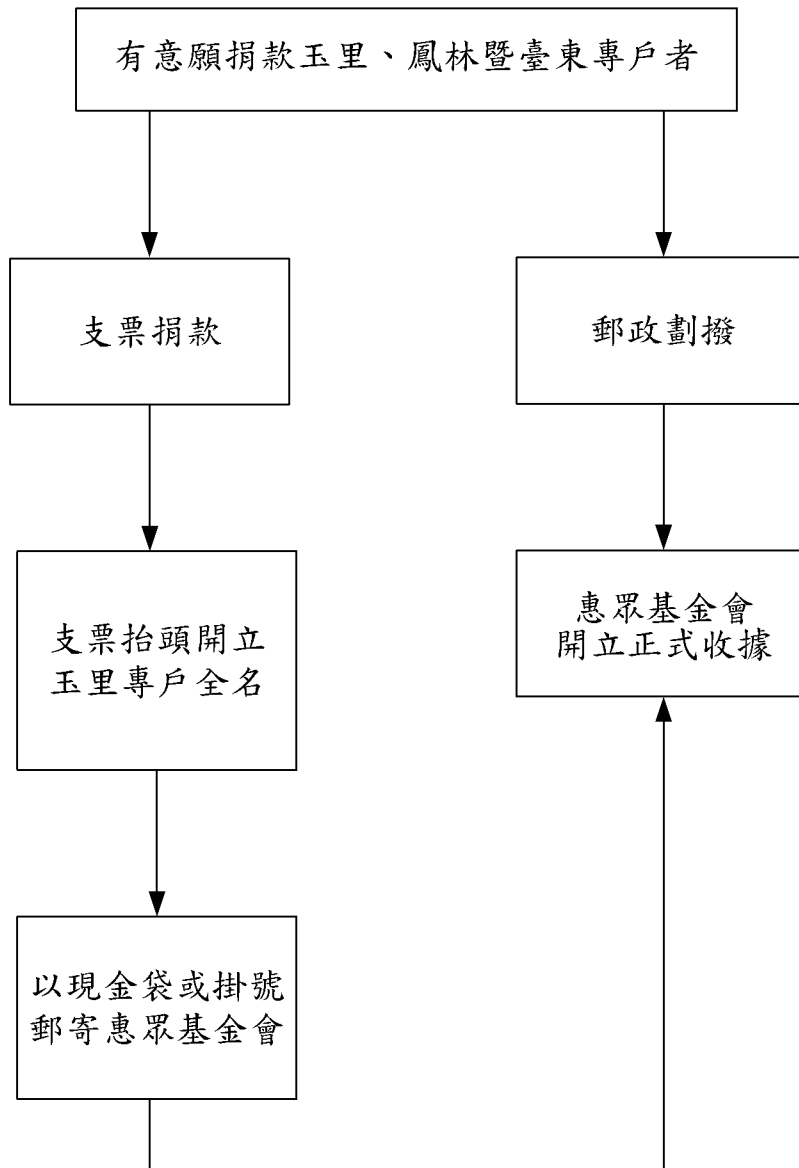 有意願捐款玉里、鳳林暨臺東專戶者
支票捐款
郵政劃撥
支票抬頭開立
玉里專戶全名
惠眾基金會
開立正式收據
以現金袋或掛號
郵寄惠眾基金會